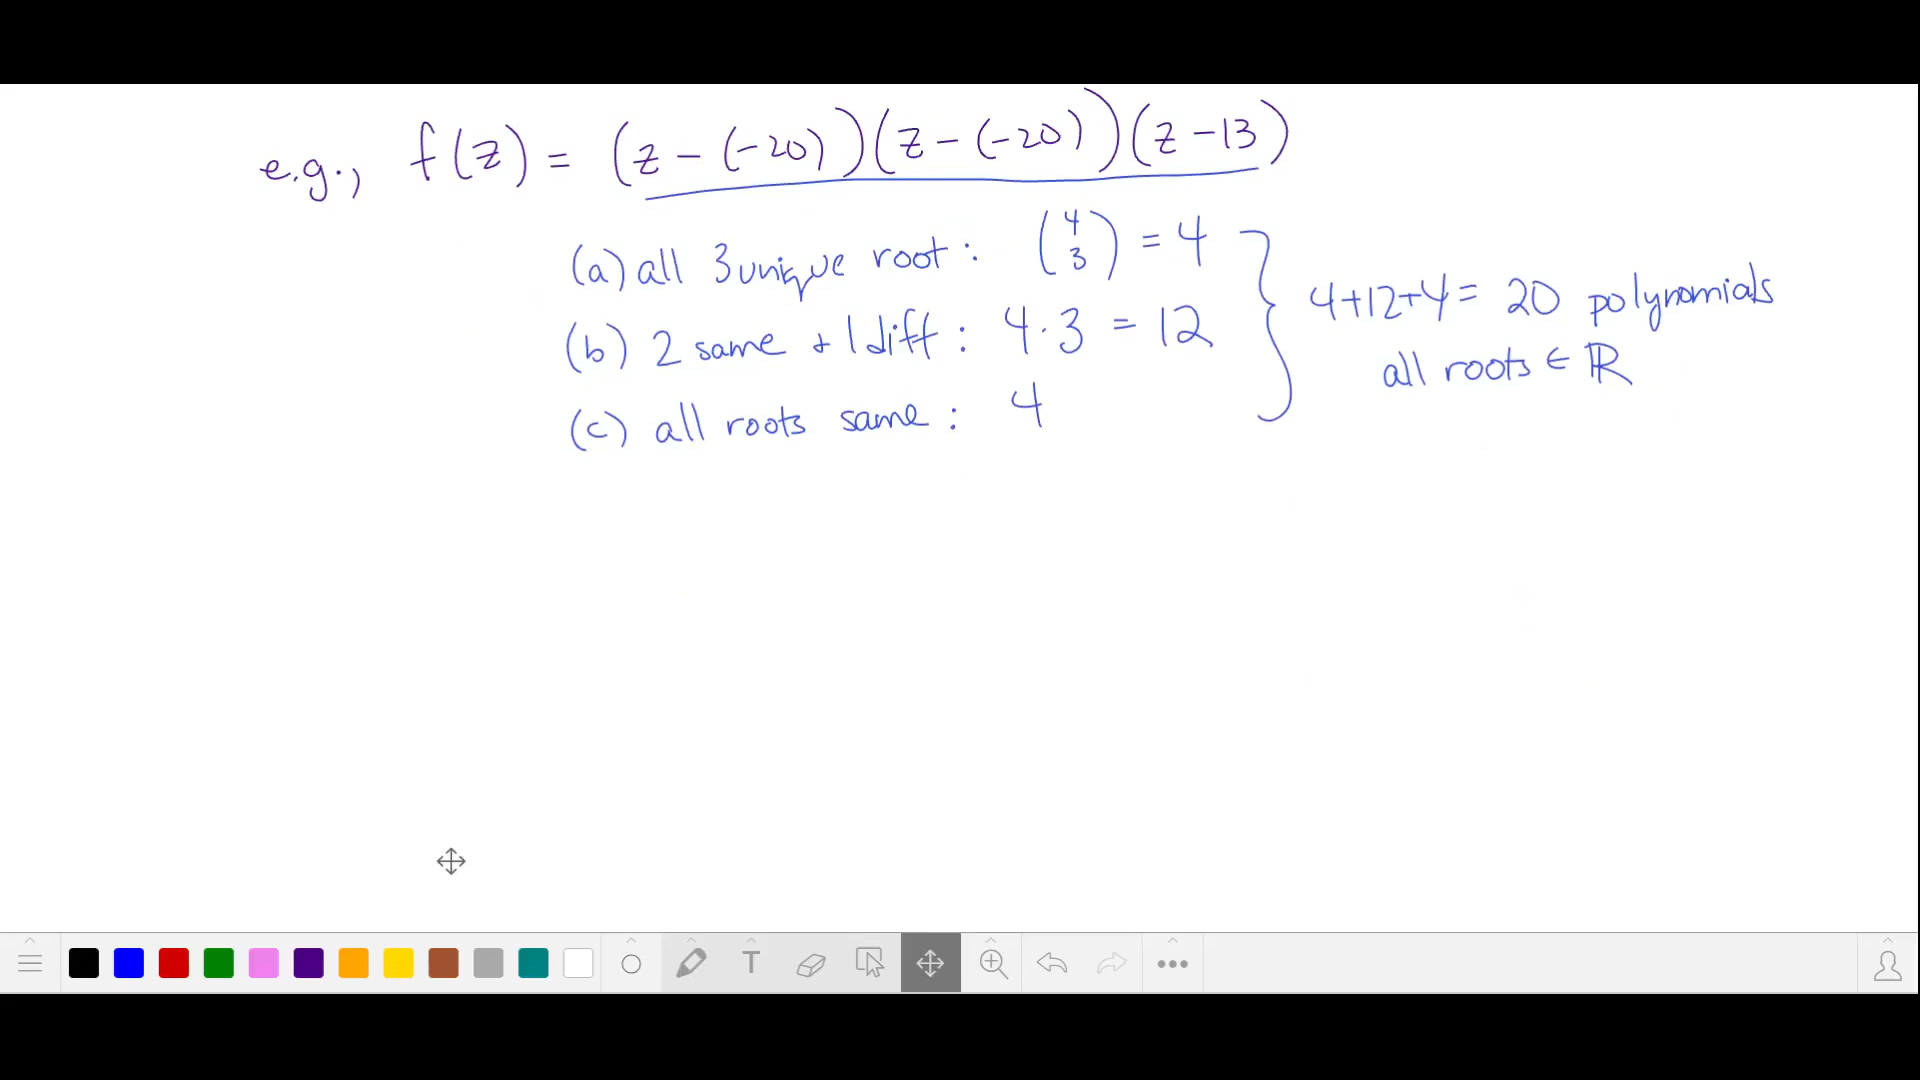 e.g., f(z) = (z - (-20))(z - (-20))(z - 13)
(a) all 3 unique root: (4 3) = 4
(b) 2 same + 1 diff: 4 · 3 = 12
(c) all roots same: 4
4+12+4 = 20 polynomials
all roots ∈ ℝ
T